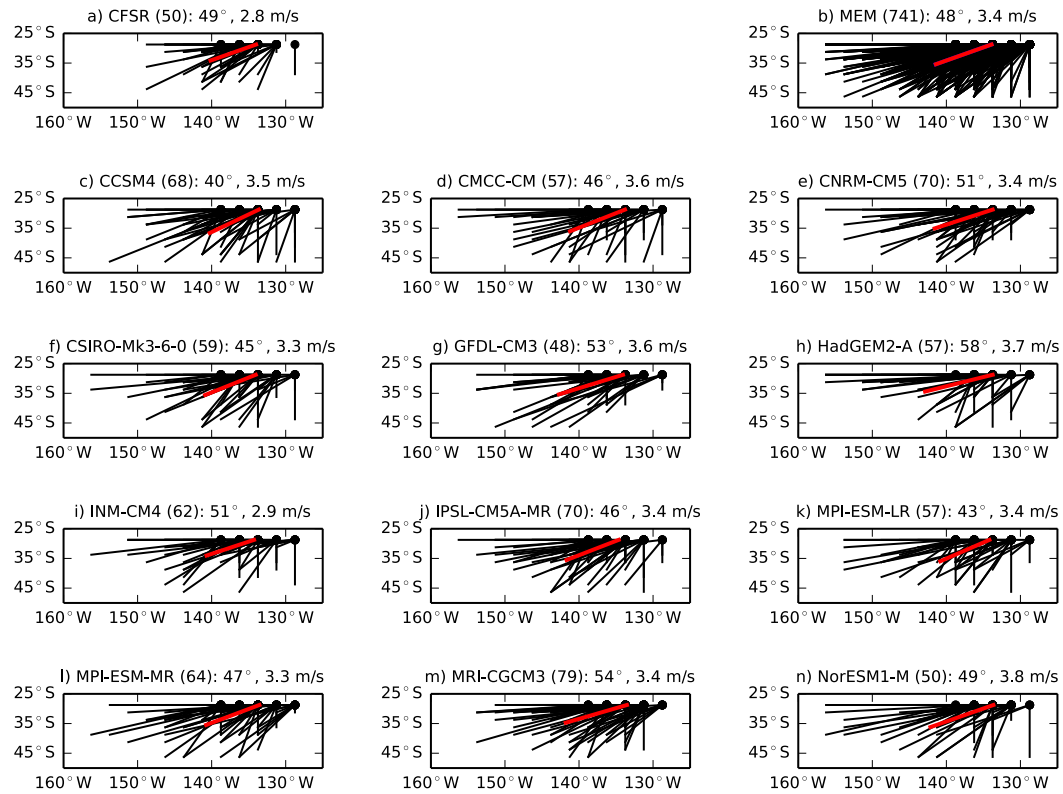 a) CFSR (50): 49°, 2.8 m/s
25°S
35°S
45°S
160°W 150°W 140°W 130°W
b) MEM (741): 48°, 3.4 m/s
25°S
35°S
45°S
160°W 150°W 140°W 130°W
c) CCSM4 (68): 40°, 3.5 m/s
25°S
35°S
45°S
160°W 150°W 140°W 130°W
d) CMCC-CM (57): 46°, 3.6 m/s
25°S
35°S
45°S
160°W 150°W 140°W 130°W
e) CNRM-CM5 (70): 51°, 3.4 m/s
25°S
35°S
45°S
160°W 150°W 140°W 130°W
f) CSIRO-Mk3-6-0 (59): 45°, 3.3 m/s
25°S
35°S
45°S
160°W 150°W 140°W 130°W
g) GFDL-CM3 (48): 53°, 3.6 m/s
25°S
35°S
45°S
160°W 150°W 140°W 130°W
h) HadGEM2-A (57): 58°, 3.7 m/s
25°S
35°S
45°S
160°W 150°W 140°W 130°W
i) INM-CM4 (62): 51°, 2.9 m/s
25°S
35°S
45°S
160°W 150°W 140°W 130°W
j) IPSL-CM5A-MR (70): 46°, 3.4 m/s
25°S
35°S
45°S
160°W 150°W 140°W 130°W
k) MPI-ESM-LR (57): 43°, 3.4 m/s
25°S
35°S
45°S
160°W 150°W 140°W 130°W
l) MPI-ESM-MR (64): 47°, 3.3 m/s
25°S
35°S
45°S
160°W 150°W 140°W 130°W
m) MRI-CGCM3 (79): 54°, 3.4 m/s
25°S
35°S
45°S
160°W 150°W 140°W 130°W
n) NorESM1-M (50): 49°, 3.8 m/s
25°S
35°S
45°S
160°W 150°W 140°W 130°W